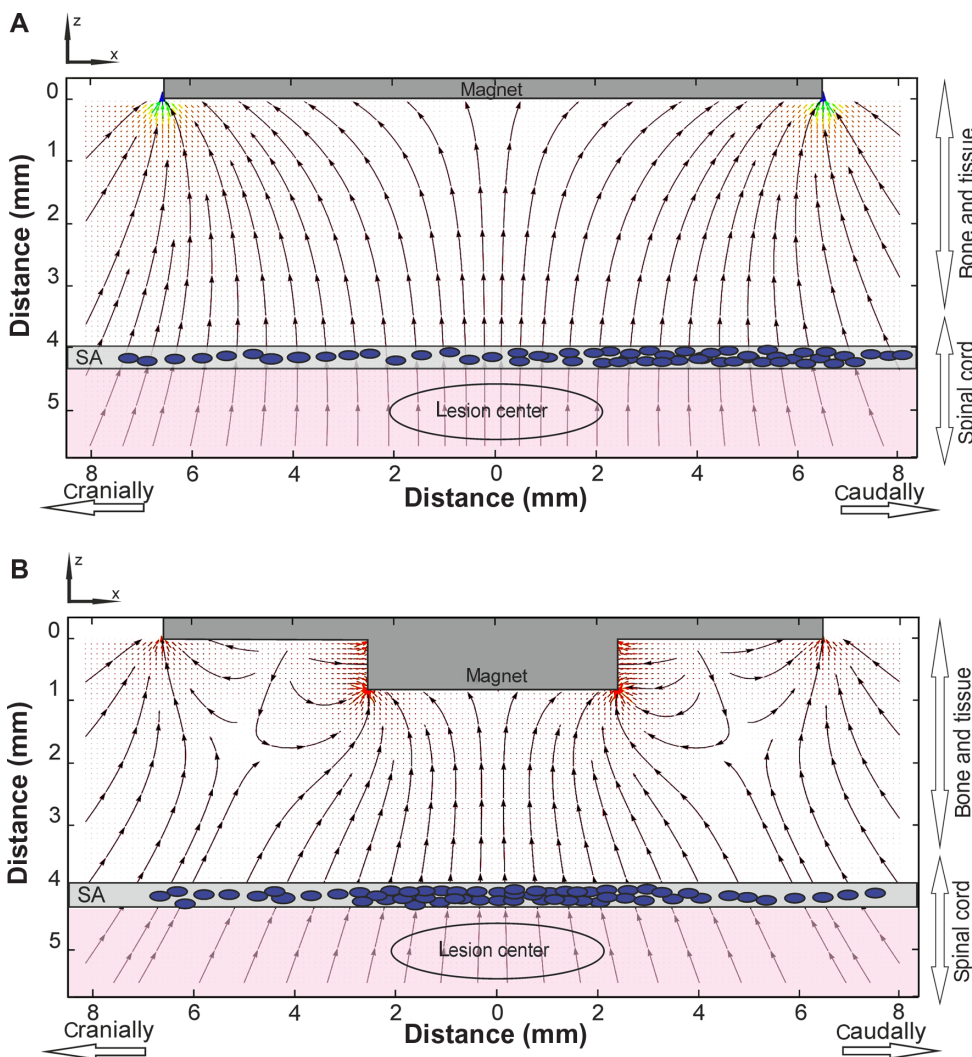 A
z
x
Magnet
0
1
2
3
4
5
Distance (mm)
SA
Lesion center
8
6
4
2
0
2
4
6
8
Cranially
Distance (mm)
Caudally
Bone and tissue
Spinal cord
B
z
x
Magnet
0
1
2
3
4
5
Distance (mm)
SA
Lesion center
8
6
4
2
0
2
4
6
8
Cranially
Distance (mm)
Caudally
Bone and tissue
Spinal cord